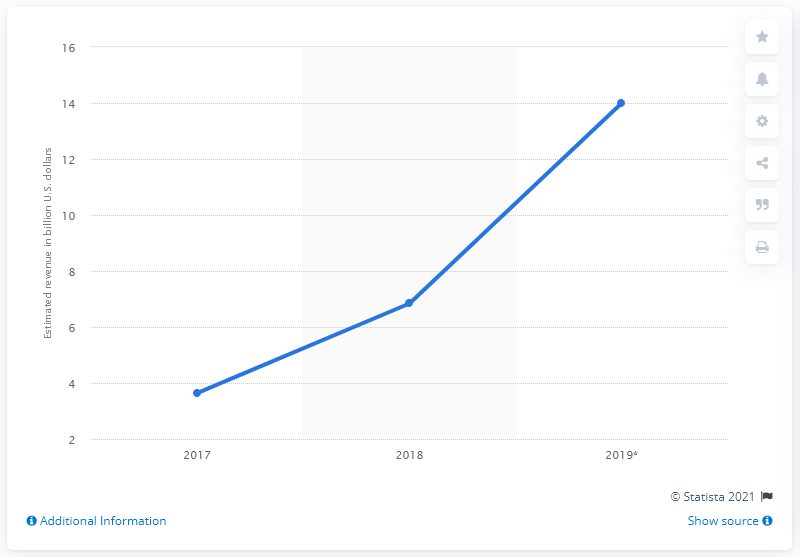 16
14
12
10
8
6
4
2
Estimated revenue in billion U.S. dollars
2017 2018 2019*
© Statista 2021
Additional Information Show source